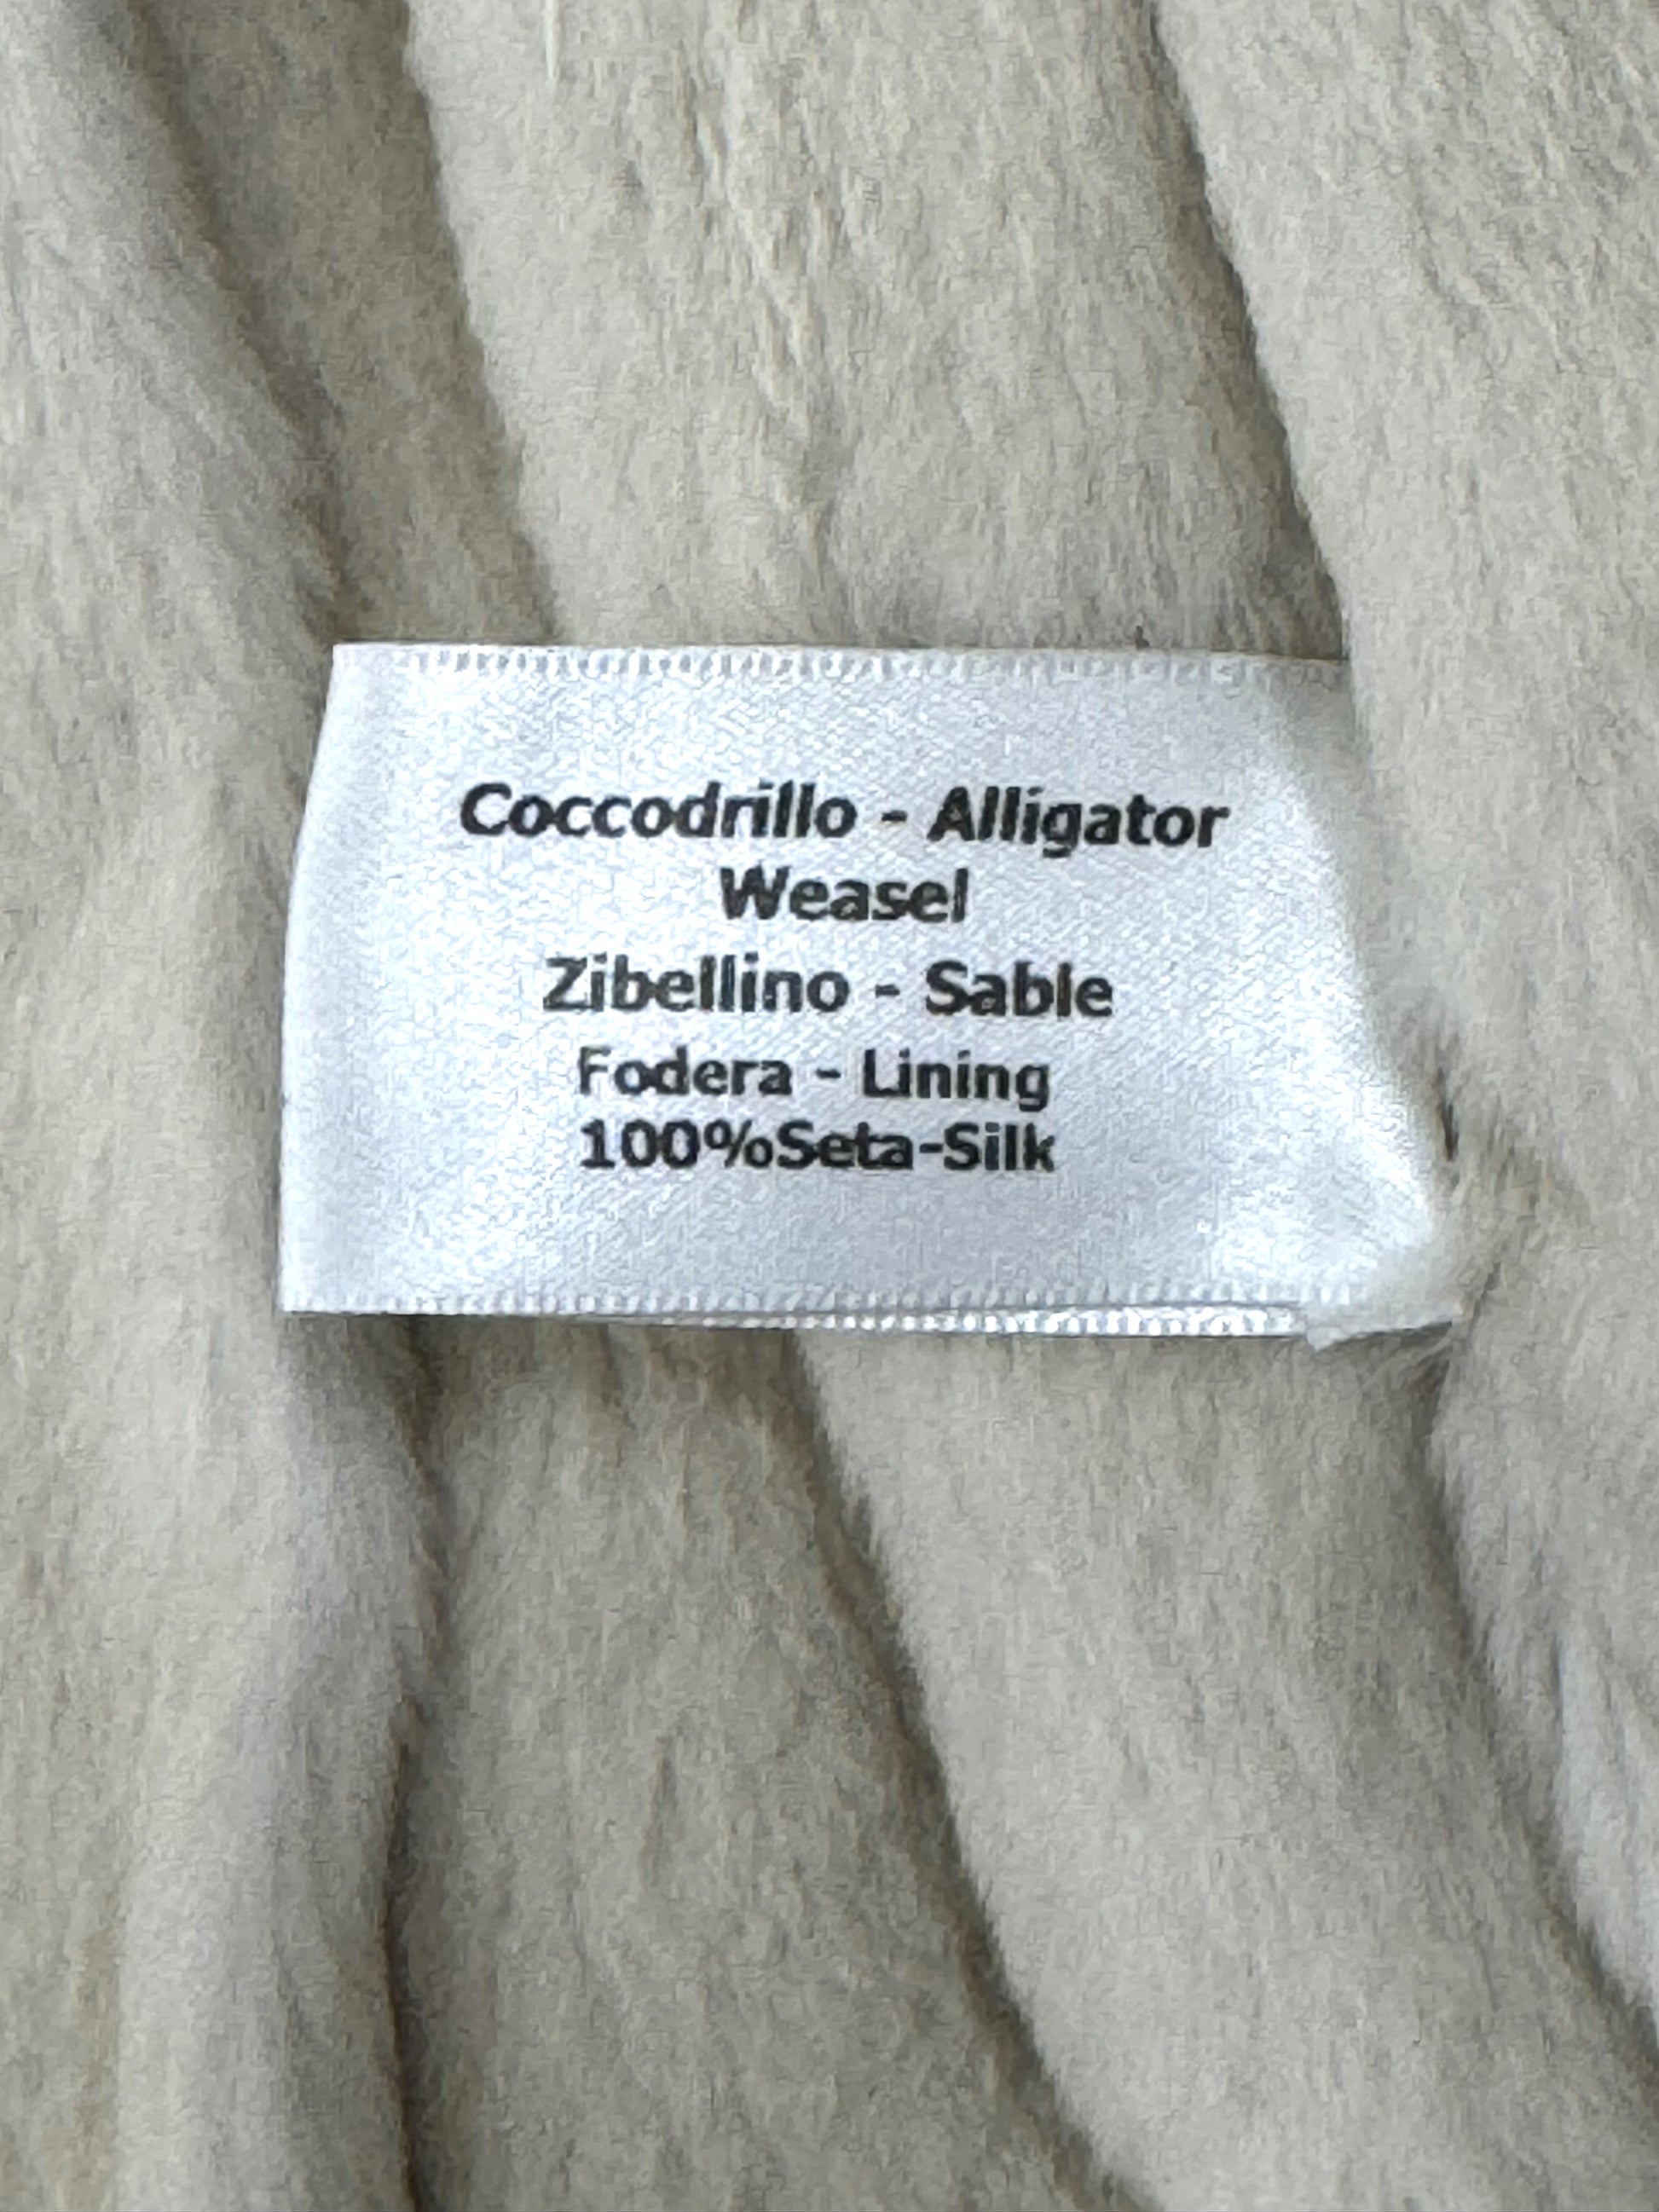 Coccodrillo - Alligator
Weasel
Zibellino - Sable
Fodera - Lining
100%Seta-Silk